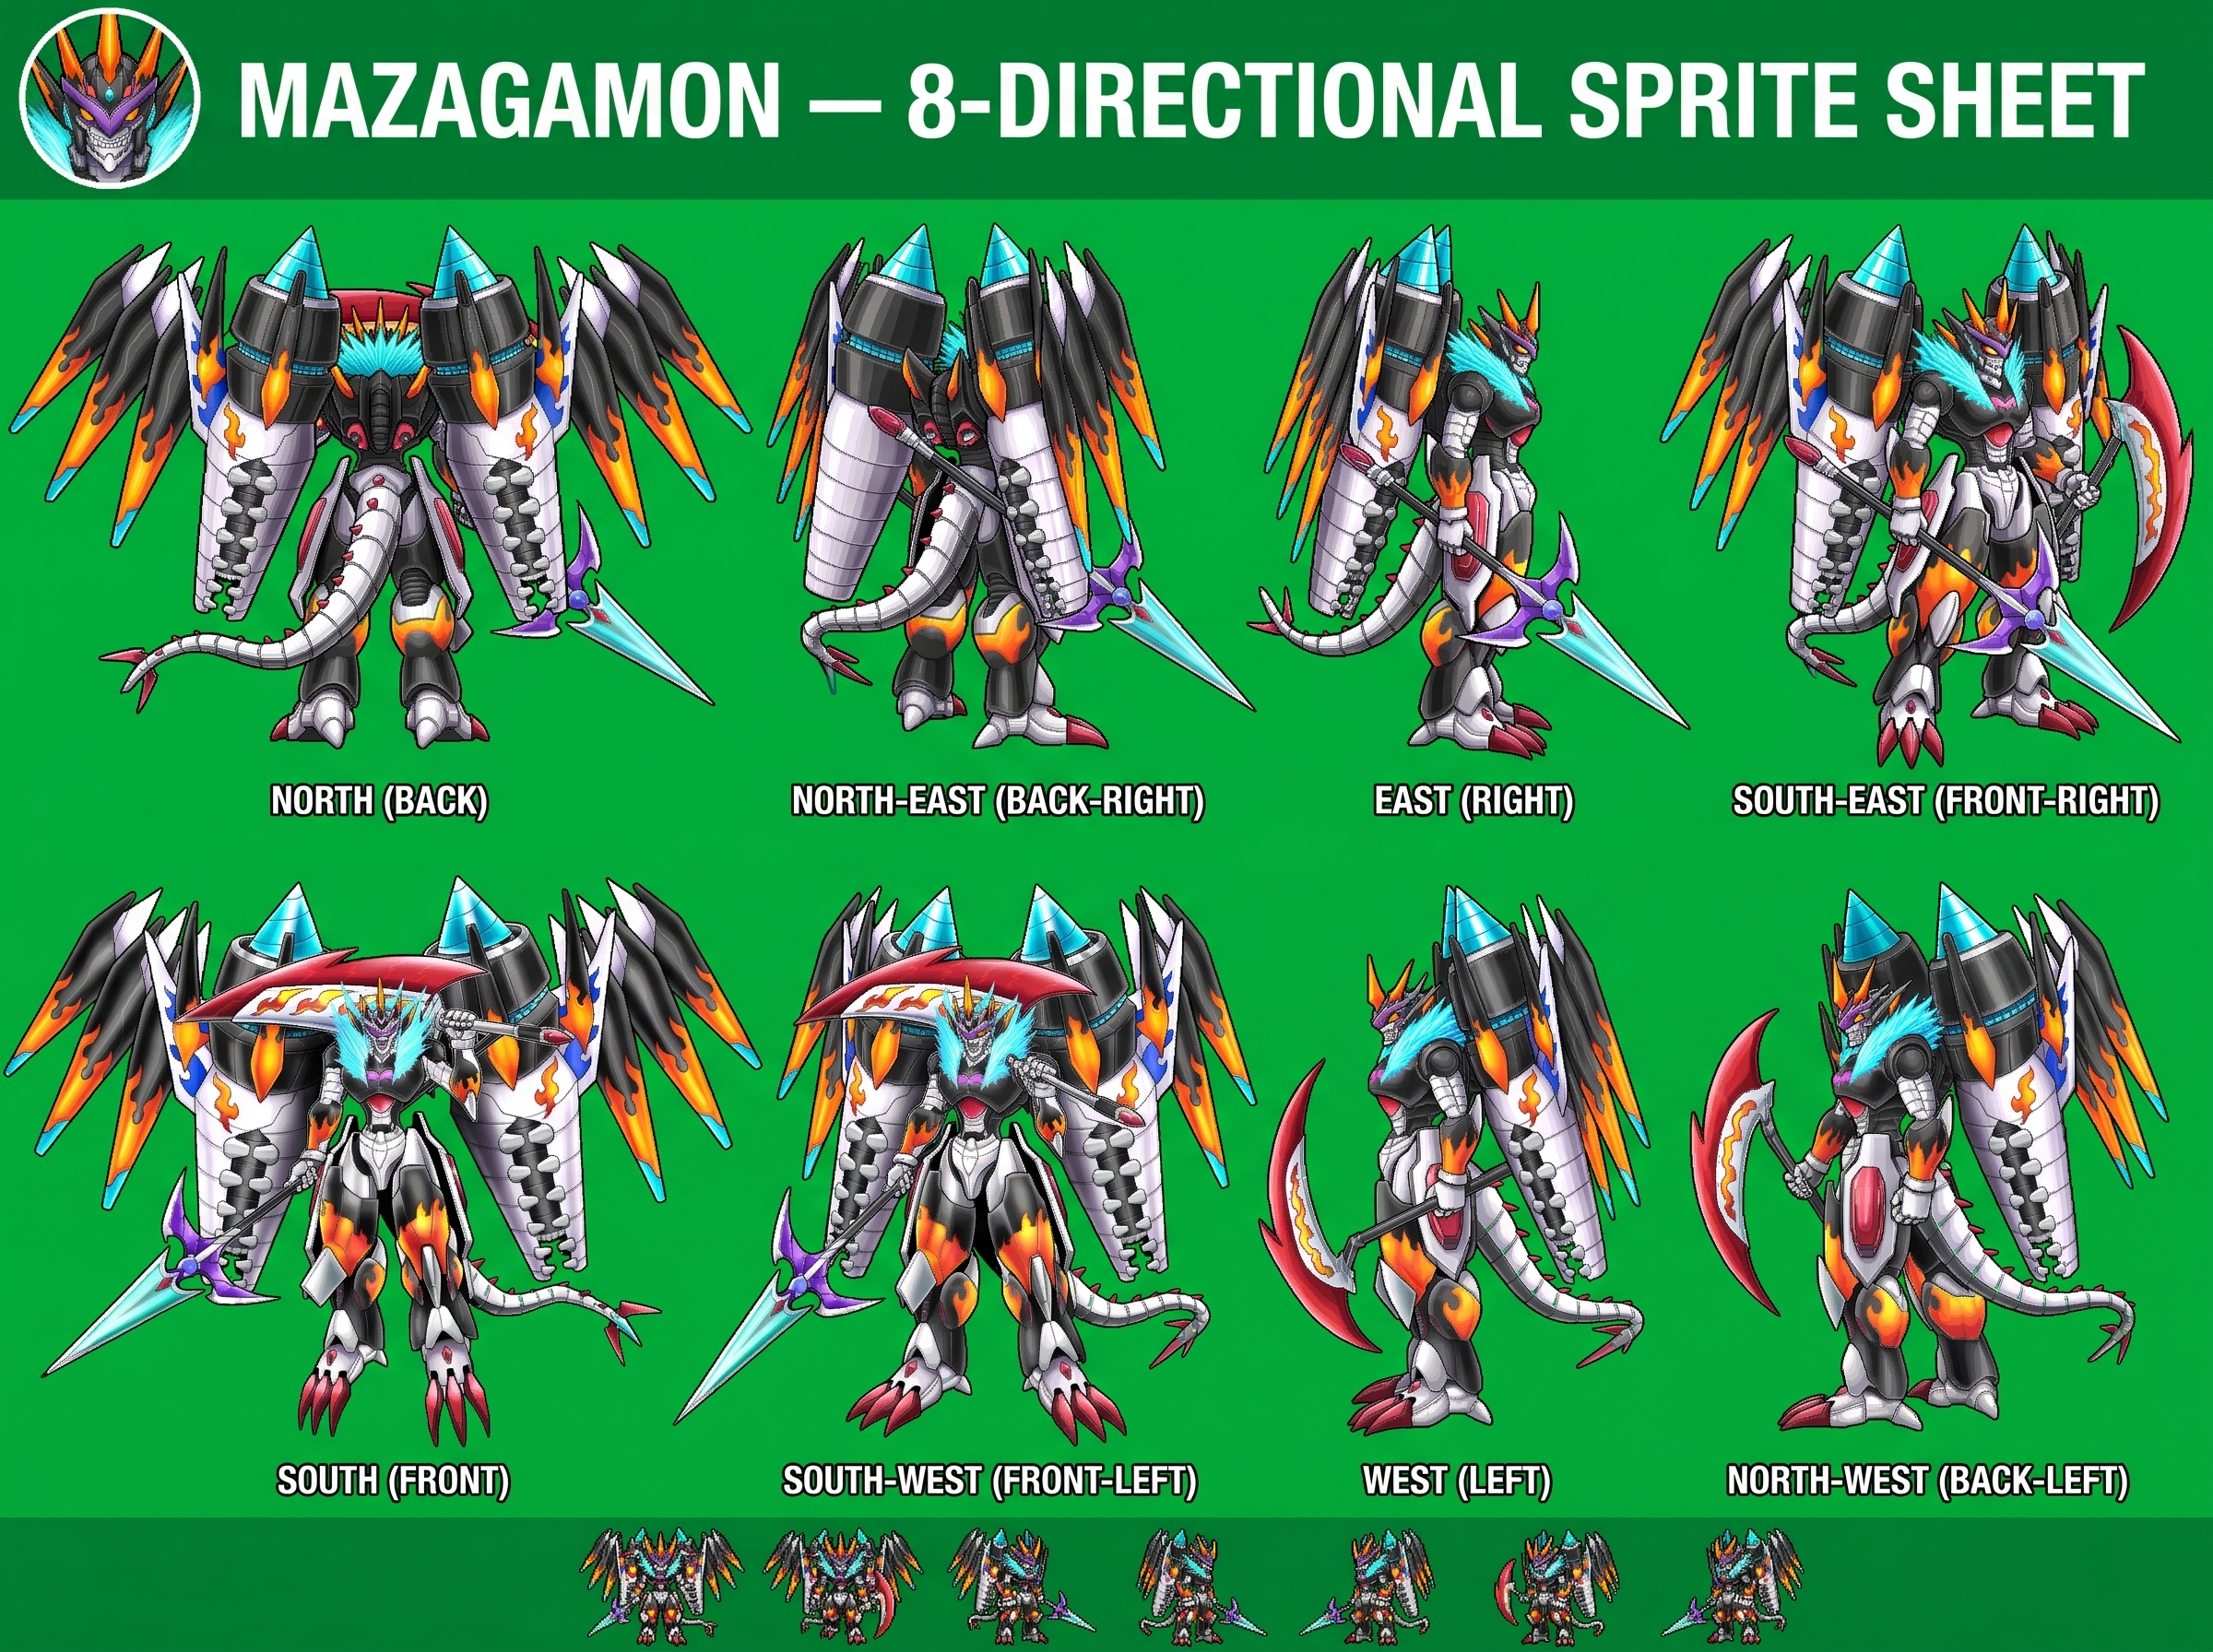 MAZAGAMON — 8-DIRECTIONAL SPRITE SHEET
NORTH (BACK)
NORTH-EAST (BACK-RIGHT)
EAST (RIGHT)
SOUTH-EAST (FRONT-RIGHT)
SOUTH (FRONT)
SOUTH-WEST (FRONT-LEFT)
WEST (LEFT)
NORTH-WEST (BACK-LEFT)